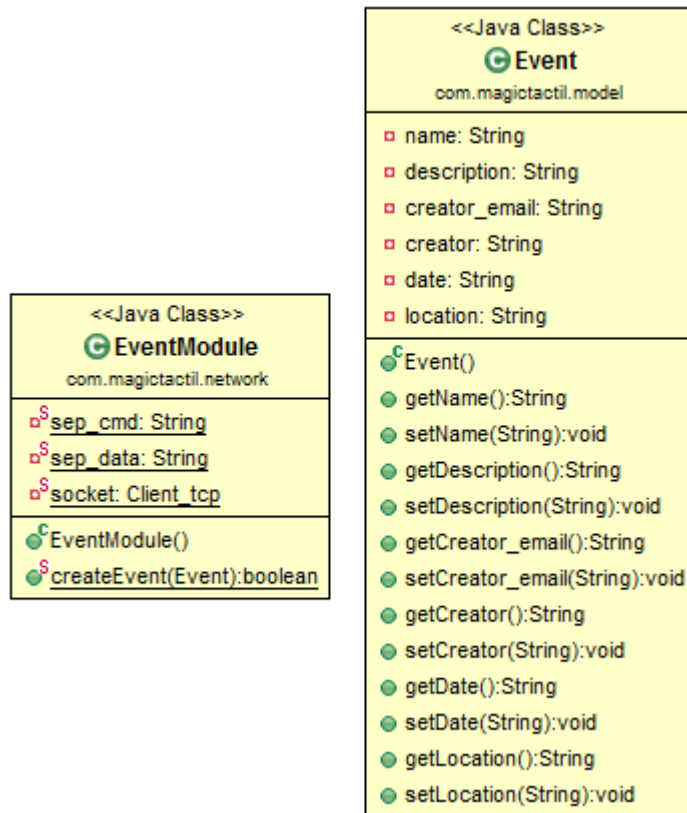 <<Java Class>>
EventModule
com.magictactil.network
sep_cmd: String
sep_data: String
socket: Client_tcp
EventModule()
createEvent(Event):boolean
<<Java Class>>
Event
com.magictactil.model
name: String
description: String
creator_email: String
creator: String
date: String
location: String
Event()
getName():String
setName(String):void
getDescription():String
setDescription(String):void
getCreator_email():String
setCreator_email(String):void
getCreator():String
setCreator(String):void
getDate():String
setDate(String):void
getLocation():String
setLocation(String):void